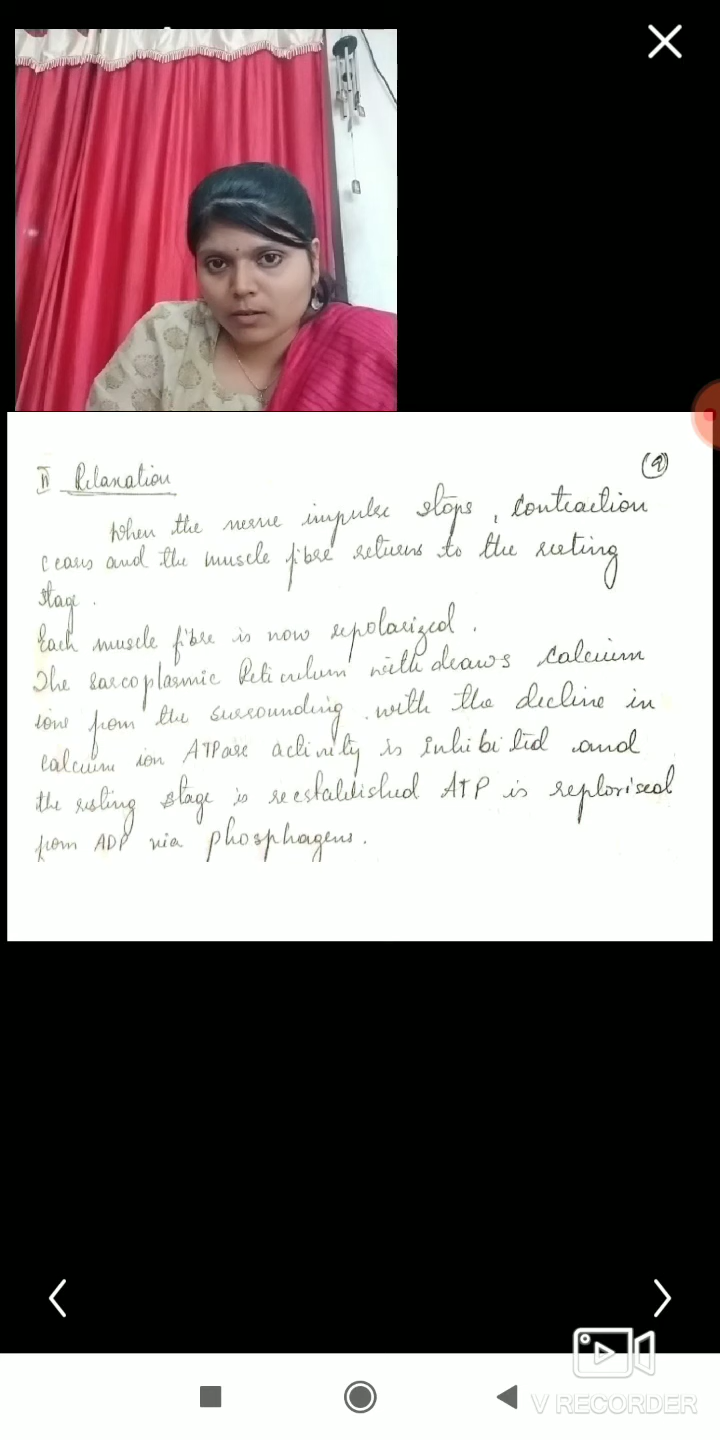 (9)
II Relaxation
When the nerve impulse stops, contraction
ceases and the muscle fibre returns to the resting
stage.
Each muscle fibre is now repolarized.
The sarcoplasmic Reticulum withdraws calcium
ions from the surrounding. with the decline in
calcium ion ATPase activity is inhibited and
the resting stage is reestablished ATP is
from ADP via phosphagens.
V RECORDER